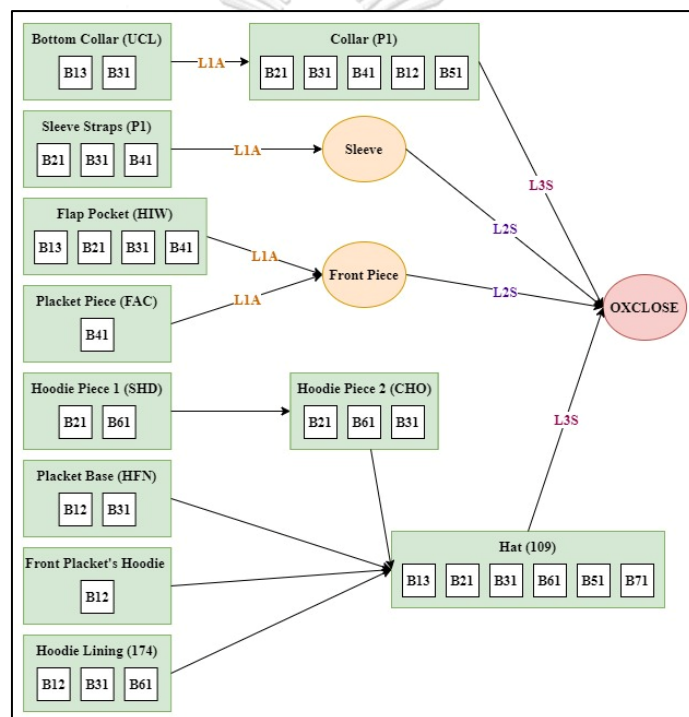 Bottom Collar (UCL)
B13 B31
L1A
Collar (P1)
B21 B31 B41 B12 B51
L3S
Sleeve Straps (P1)
B21 B31 B41
L1A
Sleeve
L2S
Flap Pocket (HIW)
B13 B21 B31 B41
L1A
Front Piece
L2S
OXCLOSE
Placket Piece (FAC)
B41
L1A
Hoodie Piece 1 (SHD)
B21 B61
Hoodie Piece 2 (CHO)
B21 B61 B31
L3S
Placket Base (HFN)
B12 B31
Front Placket's Hoodie
B12
Hat (109)
B13 B21 B31 B61 B51 B71
Hoodie Lining (174)
B12 B31 B61